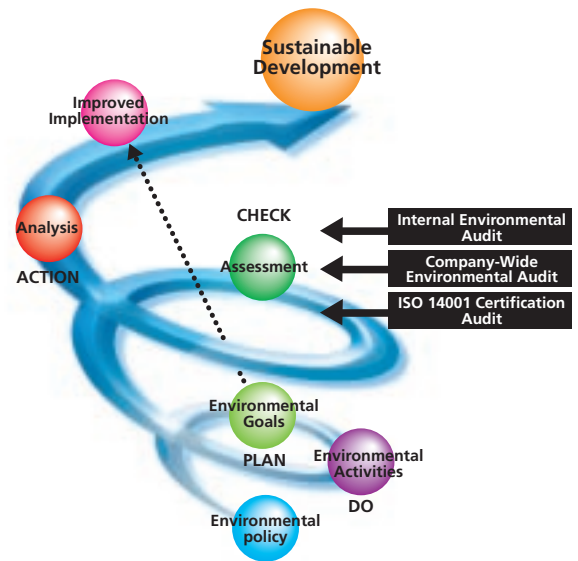 Sustainable
Development
Improved
Implementation
CHECK
Internal Environmental
Audit
Analysis
Assessment
Company-Wide
Environmental Audit
ACTION
ISO 14001 Certification
Audit
Environmental
Goals
PLAN
Environmental
Activities
DO
Environmental
policy